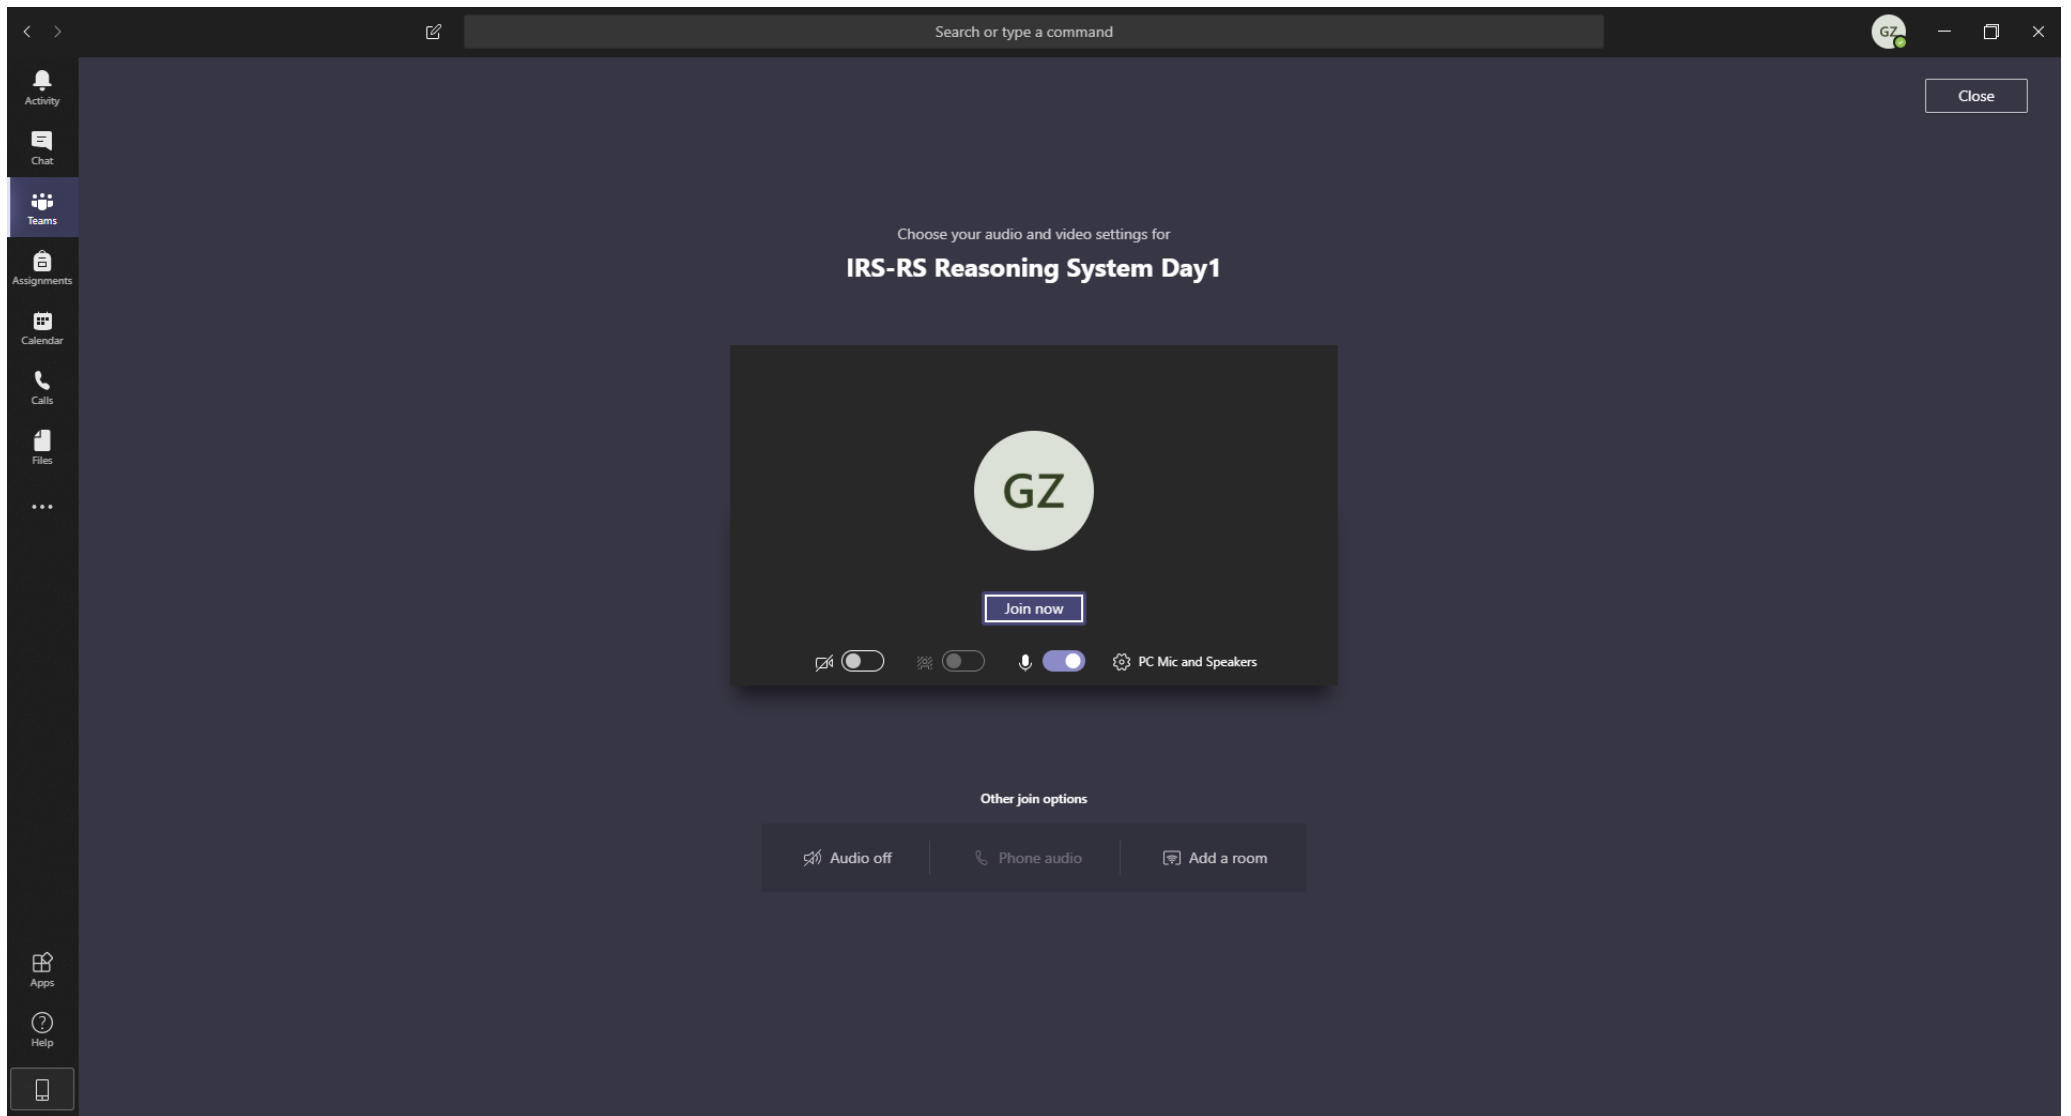 Search or type a command
GZ
Activity
Chat
Teams
Assignments
Calendar
Calls
Files
Apps
Help
Close
Choose your audio and video settings for
IRS-RS Reasoning System Day1
GZ
Join now
PC Mic and Speakers
Other join options
Audio off
Phone audio
Add a room